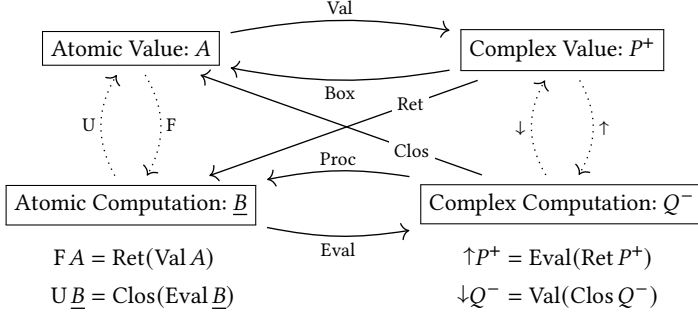 Val
Atomic Value: A
Complex Value: P⁺
Box
Ret
U
F
↓
↑
Clos
Proc
Atomic Computation: B̲
Complex Computation: Q⁻
Eval
F A = Ret(Val A)
↑P⁺ = Eval(Ret P⁺)
U B̲ = Clos(Eval B̲)
↓Q⁻ = Val(Clos Q⁻)